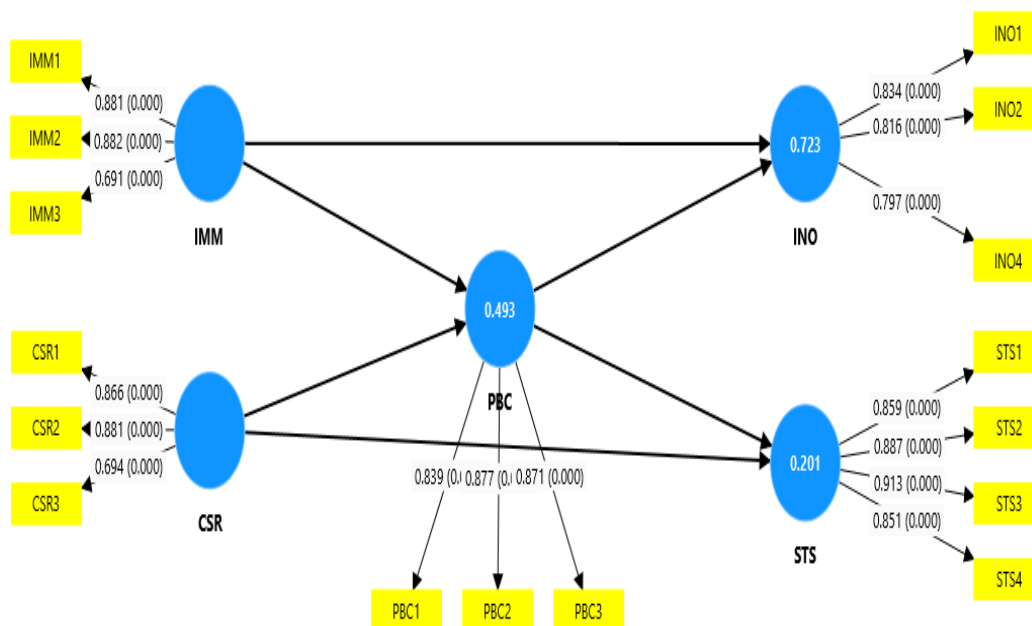 INO1
IMM1
0.834 (0.000)
0.881 (0.000)
INO2
0.816 (0.000)
IMM2
0.882 (0.000)
0.723
0.691 (0.000)
0.797 (0.000)
IMM3
IMM
INO
INO4
0.493
CSR1
STS1
0.866 (0.000)
PBC
0.859 (0.000)
CSR2
0.881 (0.000)
STS2
0.887 (0.000)
0.201
0.694 (0.000)
0.839 (0.
0.877 (0.
0.871 (0.000)
0.913 (0.000)
CSR3
STS3
CSR
0.851 (0.000)
STS
STS4
PBC1
PBC2
PBC3